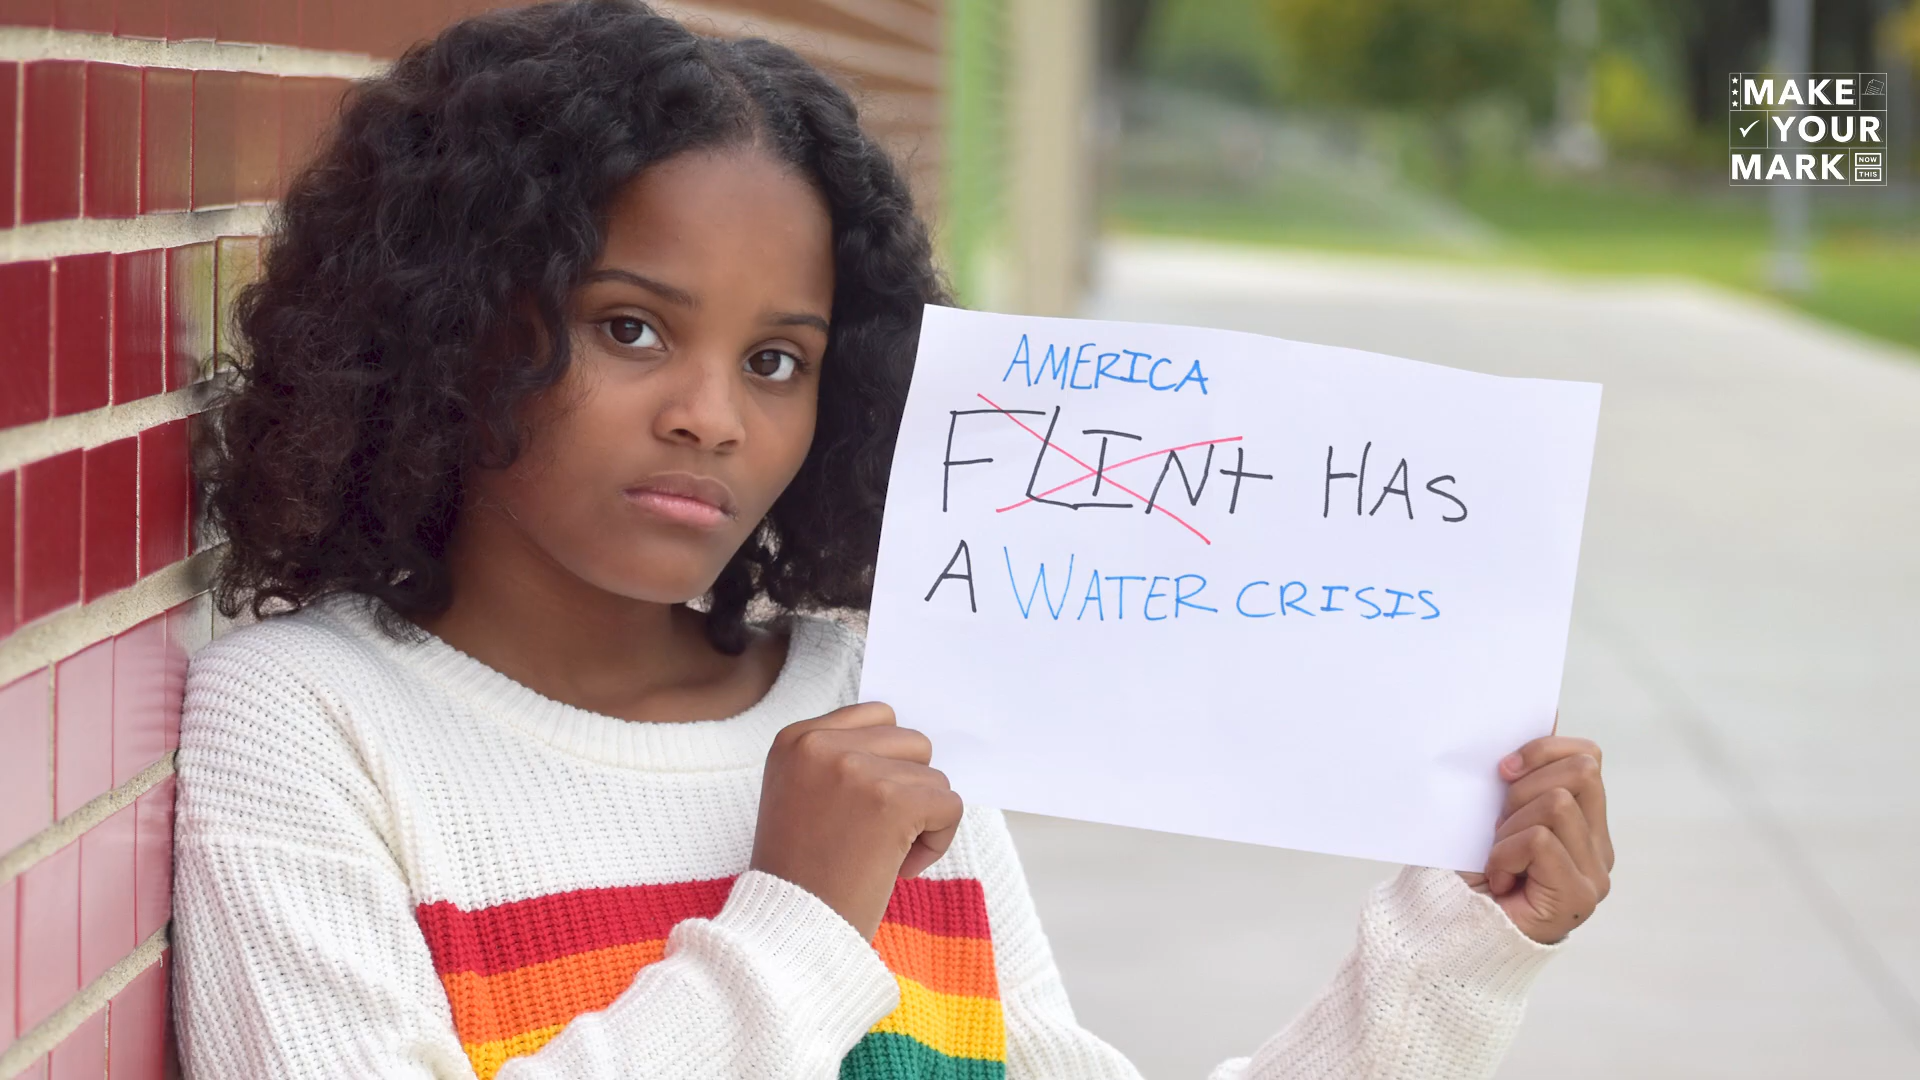 MAKE
YOUR
MARK
NOW
THIS
AMERICA
FLINT HAS
A WATER CRISIS